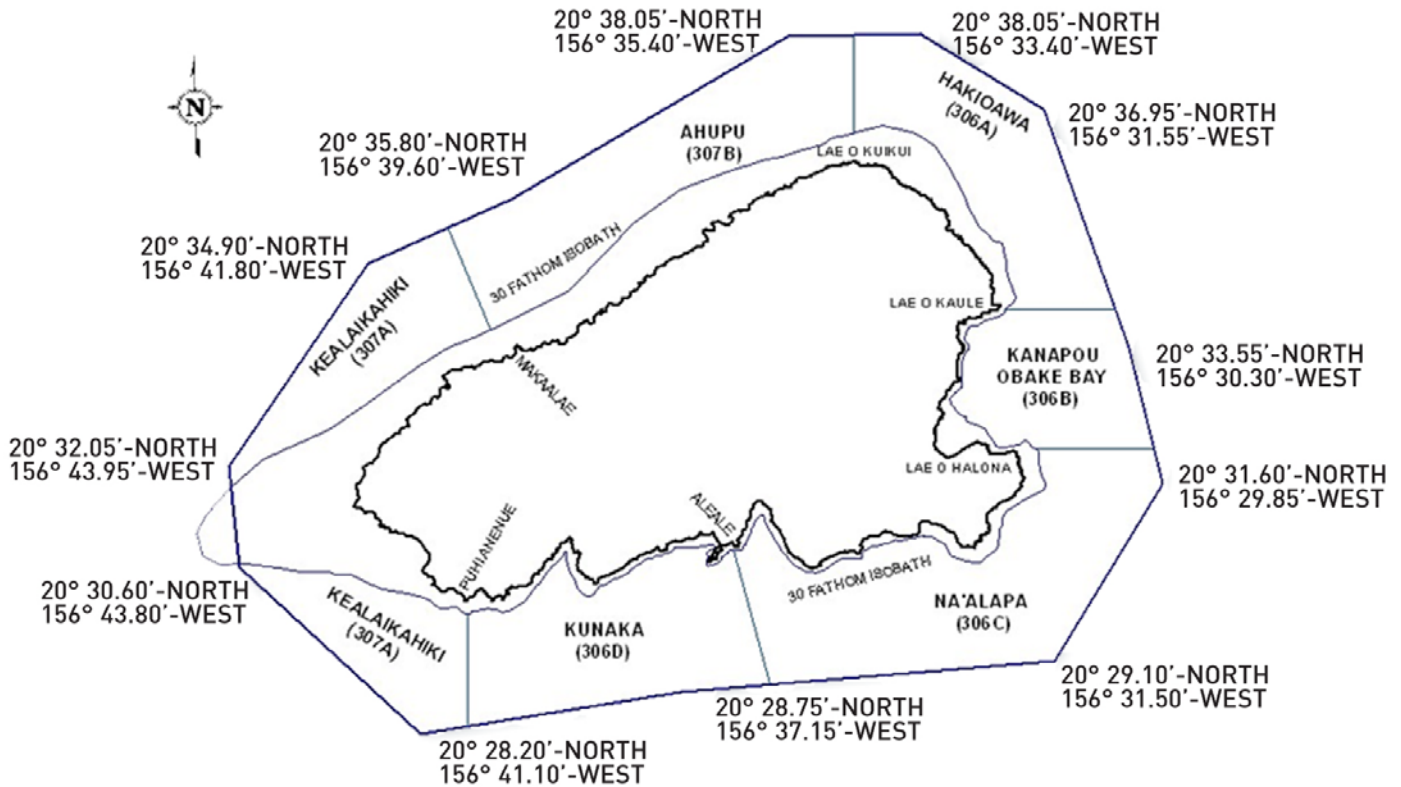 20° 38.05'-NORTH
156° 35.40'-WEST
20° 38.05'-NORTH
156° 33.40'-WEST
N
HAKIOAWA
(306A)
20° 36.95'-NORTH
156° 31.55'-WEST
AHUPU
(307B)
20° 35.80'-NORTH
156° 39.60'-WEST
LAE O KUIKUI
20° 34.90'-NORTH
156° 41.80'-WEST
30 FATHOM ISOBATH
KEALAIKAHIKI
(307A)
LAE O KAULE
KANAPOU
OBAKE BAY
(306B)
20° 33.55'-NORTH
156° 30.30'-WEST
MAKAALAE
20° 32.05'-NORTH
156° 43.95'-WEST
LAE O HALONA
20° 31.60'-NORTH
156° 29.85'-WEST
ALEALE
PUHIANENUE
20° 30.60'-NORTH
156° 43.80'-WEST
30 FATHOM ISOBATH
KEALAIKAHIKI
(307A)
KUNAKA
(306D)
NA'ALAPA
(306C)
20° 29.10'-NORTH
156° 31.50'-WEST
20° 28.75'-NORTH
156° 37.15'-WEST
20° 28.20'-NORTH
156° 41.10'-WEST